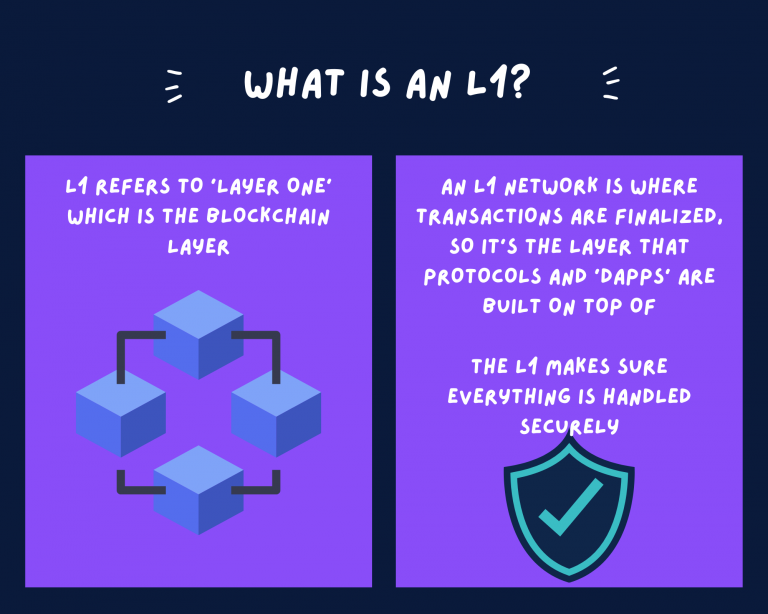 WHAT IS AN L1?
L1 REFERS TO 'LAYER ONE'
WHICH IS THE BLOCKCHAIN
LAYER
AN L1 NETWORK IS WHERE
TRANSACTIONS ARE FINALIZED,
SO IT'S THE LAYER THAT
PROTOCOLS AND 'DAPPS' ARE
BUILT ON TOP OF
THE L1 MAKES SURE
EVERYTHING IS HANDLED
SECURELY